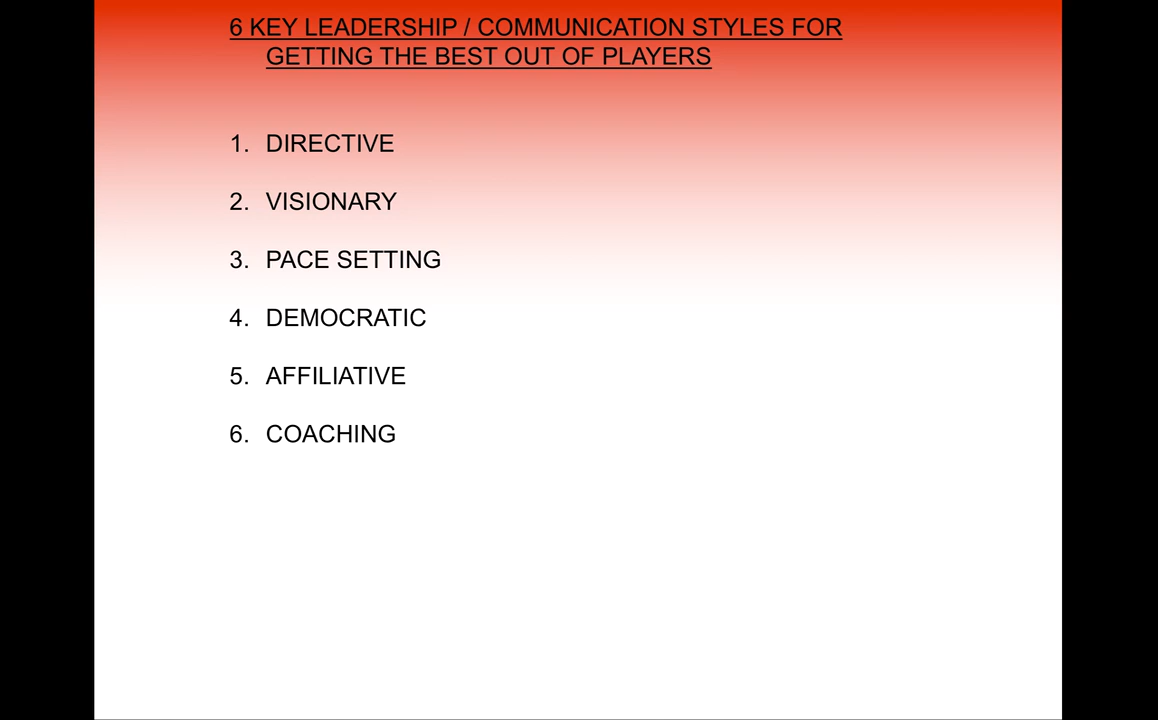 6 KEY LEADERSHIP / COMMUNICATION STYLES FOR
GETTING THE BEST OUT OF PLAYERS
1. DIRECTIVE
2. VISIONARY
3. PACE SETTING
4. DEMOCRATIC
5. AFFILIATIVE
6. COACHING